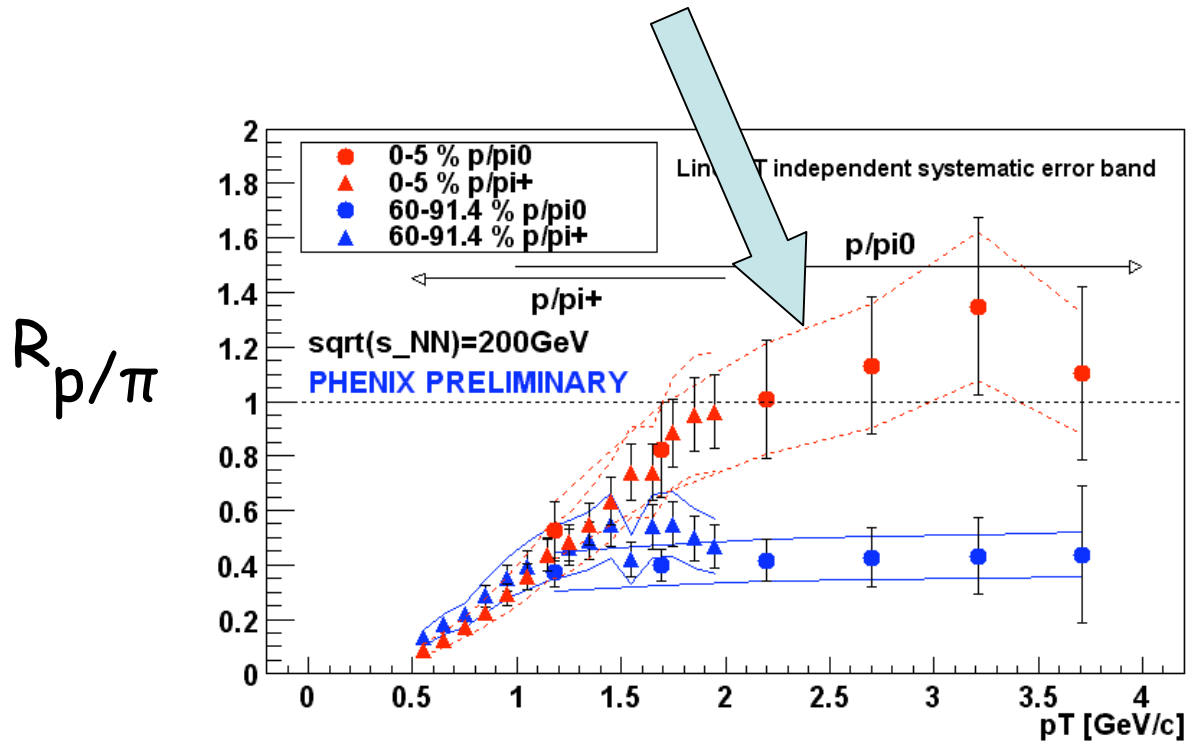 2
1.8
1.6
1.4
1.2
1
0.8
0.6
0.4
0.2
0
0-5 % p/pi0
0-5 % p/pi+
60-91.4 % p/pi0
60-91.4 % p/pi+
T independent systematic error band
p/pi0
p/pi+
sqrt(s_NN)=200GeV
PHENIX PRELIMINARY
R p/π
0 0.5 1 1.5 2 2.5 3 3.5 4
pT [GeV/c]